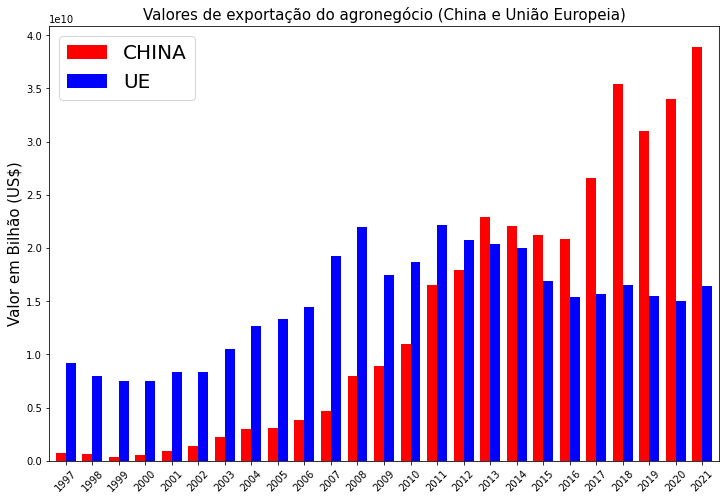 Valores de exportação do agronegócio (China e União Europeia)
1e10
4.0
3.5
3.0
2.5
2.0
1.5
1.0
0.5
0.0
Valor em Bilhão (US$)
CHINA
UE
1997 1998 1999 2000 2001 2002 2003 2004 2005 2006 2007 2008 2009 2010 2011 2012 2013 2014 2015 2016 2017 2018 2019 2020 2021